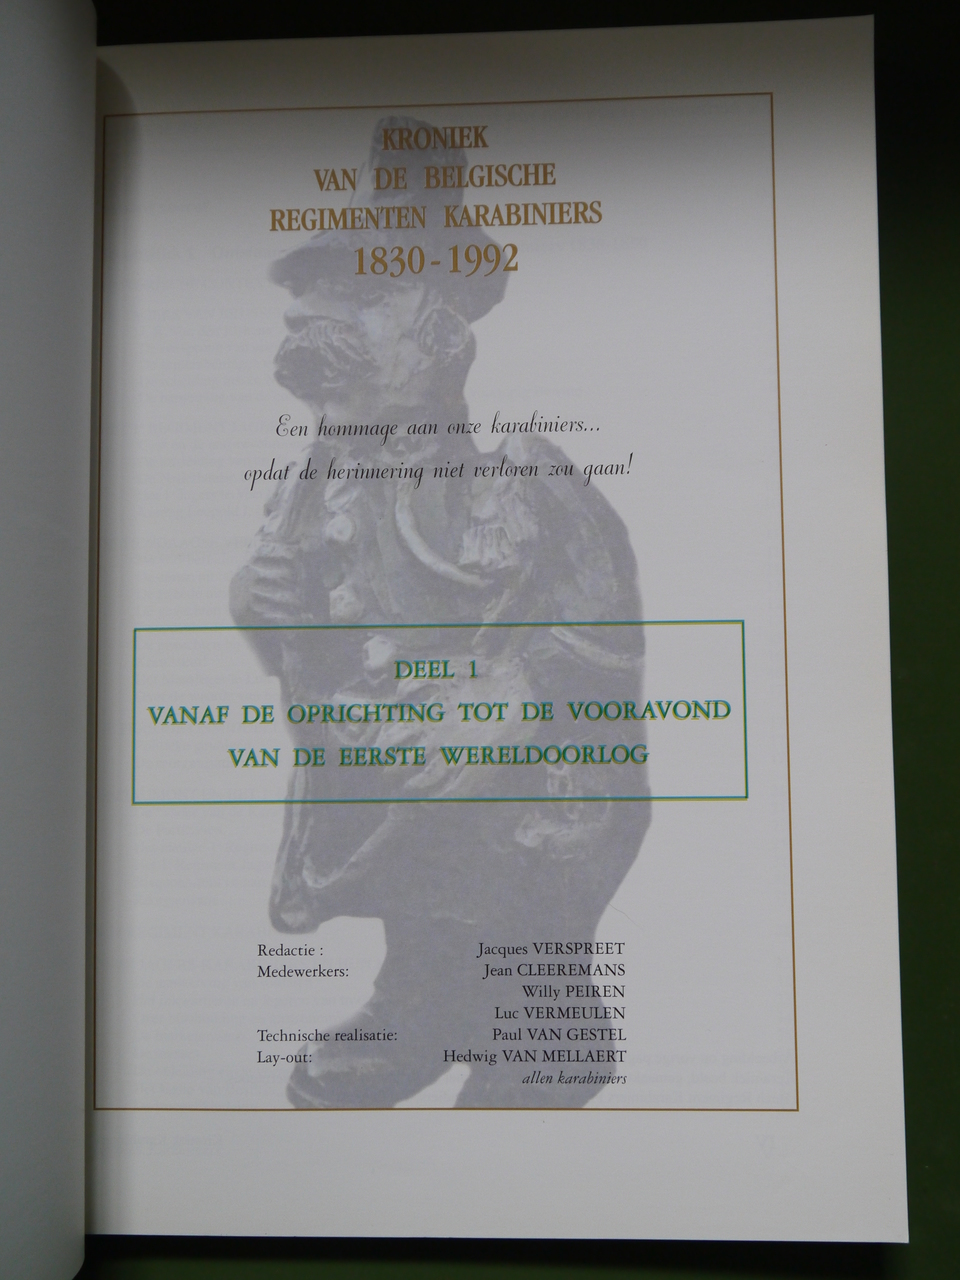 KRONIEK
VAN DE BELGISCHE
REGIMENTEN KARABINIERS
1830-1992
Een hommage aan onze karabiniers...
opdat de herinnering niet verloren zou gaan!
DEEL 1
VANAF DE OPRICHTING TOT DE VOORAVOND
VAN DE EERSTE WERELDOORLOG
Redactie : Jacques VERSPREET
Medewerkers: Jean CLEEREMANS
Willy PEIREN
Luc VERMEULEN
Technische realisatie: Paul VAN GESTEL
Lay-out: Hedwig VAN MELLAERT
allen karabiniers